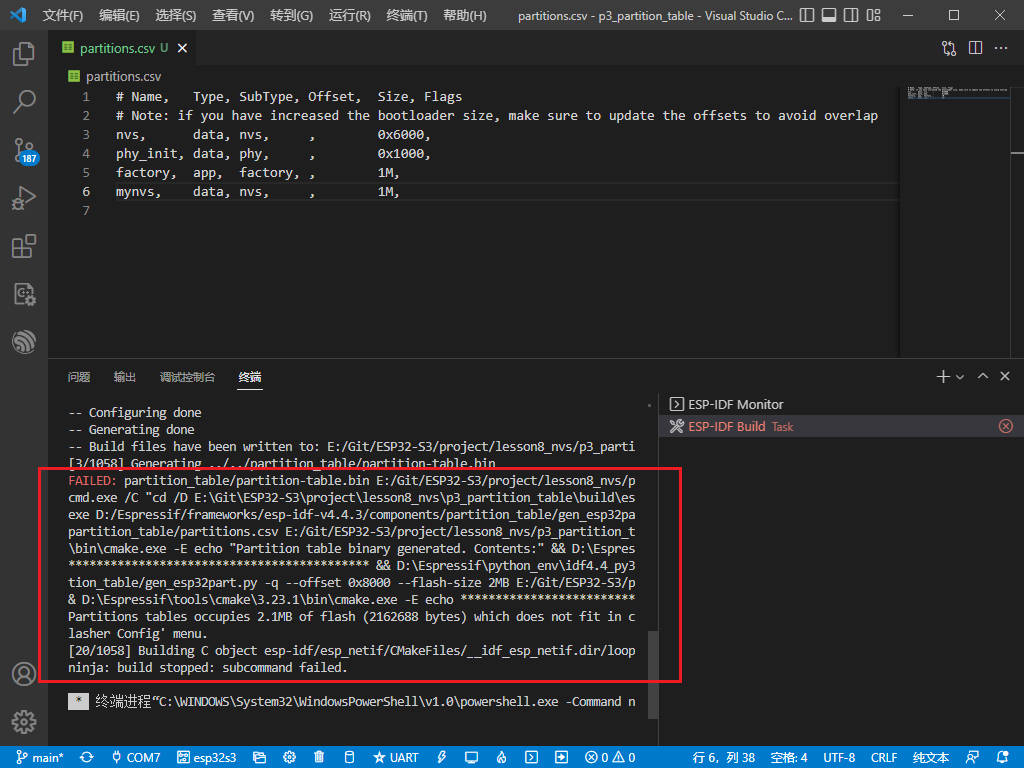 文件(F) 编辑(E) 选择(S) 查看(V) 转到(G) 运行(R) 终端(T) 帮助(H) partitions.csv - p3_partition_table - Visual Studio C...
partitions.csv U
partitions.csv
1 # Name,   Type, SubType, Offset,  Size, Flags
2 # Note: if you have increased the bootloader size, make sure to update the offsets to avoid overlap
3 nvs,      data, nvs,     ,        0x6000,
4 phy_init, data, phy,     ,        0x1000,
5 factory,  app,  factory, ,        1M,
6 mynvs,    data, nvs,     ,        1M,
7
187
问题 输出 调试控制台 终端
ESP-IDF Monitor
ESP-IDF Build Task
-- Configuring done
-- Generating done
-- Build files have been written to: E:/Git/ESP32-S3/project/lesson8_nvs/p3_parti
[3/1058] Generating ../../partition_table/partition-table.bin
FAILED: partition_table/partition-table.bin E:/Git/ESP32-S3/project/lesson8_nvs/p
cmd.exe /C "cd /D E:\Git\ESP32-S3\project\lesson8_nvs\p3_partition_table\build\es
exe D:/Espressif/frameworks/esp-idf-v4.4.3/components/partition_table/gen_esp32pa
partition_table/partitions.csv E:/Git/ESP32-S3/project/lesson8_nvs/p3_partition_t
\bin\cmake.exe -E echo "Partition table binary generated. Contents:" && D:\Espres
******************************************* && D:\Espressif\python_env\idf4.4_py3
tion_table/gen_esp32part.py -q --offset 0x8000 --flash-size 2MB E:/Git/ESP32-S3/p
& D:\Espressif\tools\cmake\3.23.1\bin\cmake.exe -E echo *************************
Partitions tables occupies 2.1MB of flash (2162688 bytes) which does not fit in c
lasher Config' menu.
[20/1058] Building C object esp-idf/esp_netif/CMakeFiles/__idf_esp_netif.dir/loop
ninja: build stopped: subcommand failed.
* 终端进程“C:\WINDOWS\System32\WindowsPowerShell\v1.0\powershell.exe -Command n
main* COM7 esp32s3 UART 0 0 行 6, 列 38 空格: 4 UTF-8 CRLF 纯文本